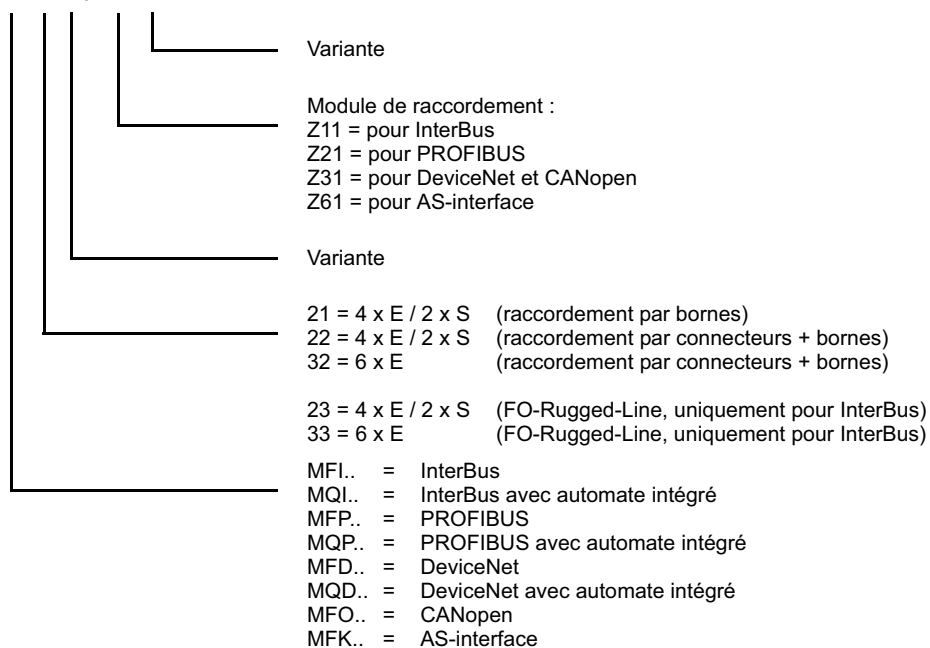 Variante
Module de raccordement :
Z11 = pour InterBus
Z21 = pour PROFIBUS
Z31 = pour DeviceNet et CANopen
Z61 = pour AS-interface
Variante
21 = 4 x E / 2 x S (raccordement par bornes)
22 = 4 x E / 2 x S (raccordement par connecteurs + bornes)
32 = 6 x E (raccordement par connecteurs + bornes)
23 = 4 x E / 2 x S (FO-Rugged-Line, uniquement pour InterBus)
33 = 6 x E (FO-Rugged-Line, uniquement pour InterBus)
MFI.. = InterBus
MQI.. = InterBus avec automate intégré
MFP.. = PROFIBUS
MQP.. = PROFIBUS avec automate intégré
MFD.. = DeviceNet
MQD.. = DeviceNet avec automate intégré
MFO.. = CANopen
MFK.. = AS-interface